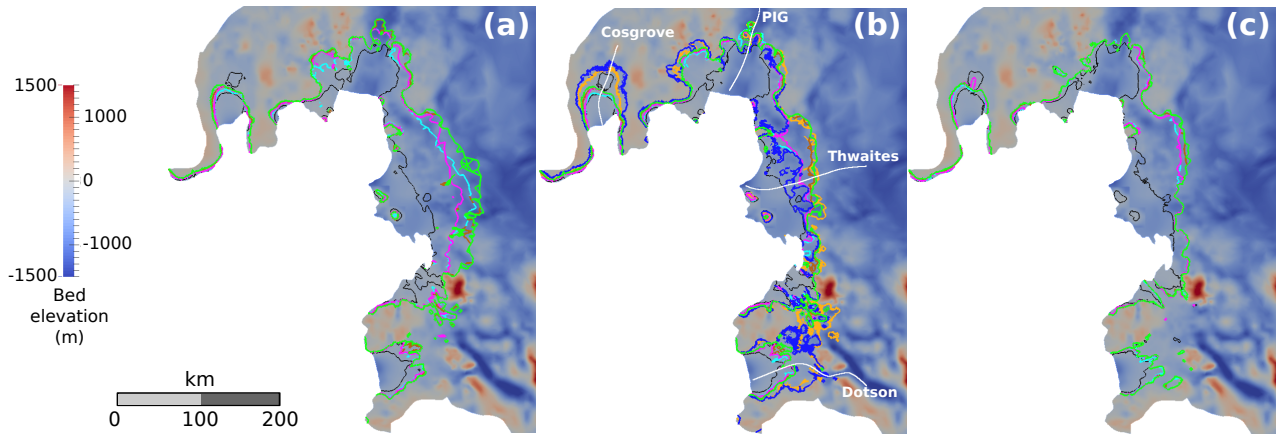 (a)
(b)
(c)
PIG
Cosgrove
Thwaites
Dotson
1500
1000
0
-1000
-1500
Bed
elevation
(m)
km
0 100 200